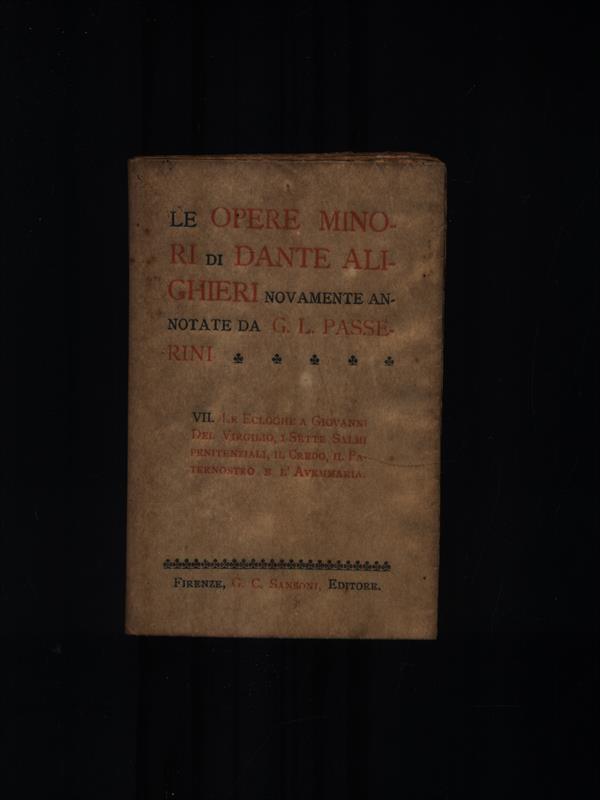 LE OPERE MINO-
RI DI DANTE ALI-
GHIERI NOVAMENTE AN-
NOTATE DA G. L. PASSE-
RINI
VII. LE ECLOGHE A GIOVANNI
DEL VIRGILIO, I SETTE SALMI
PENITENZIALI, IL CREDO, IL PA-
TERNOSTRO E L'AVEMMARIA.
FIRENZE, G. C. SANSONI, EDITORE.